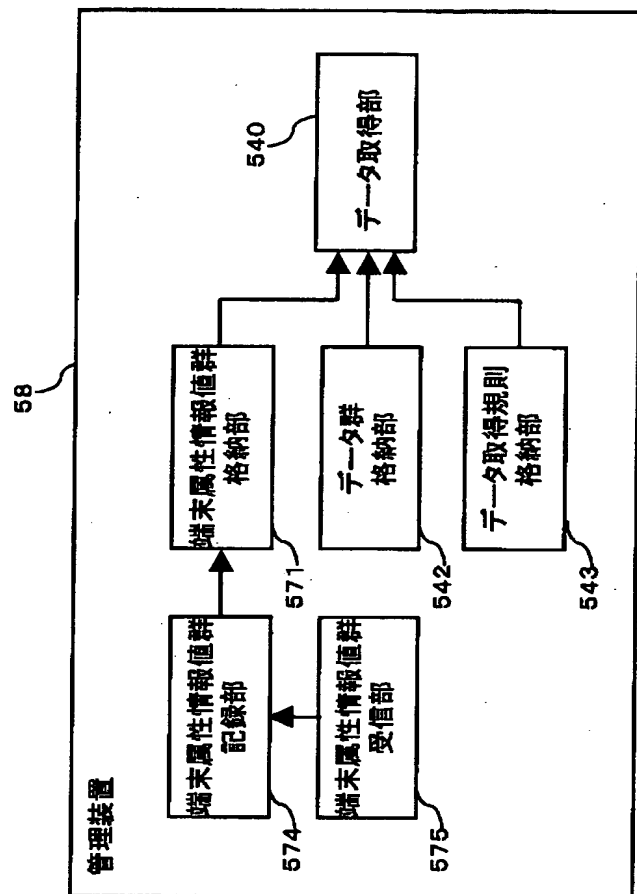 58
管理装置
端末属性情報値群
記録部
574
端末属性情報値群
受信部
575
端末属性情報値群
格納部
571
データ群
格納部
542
データ取得規則
格納部
543
540
データ取得部